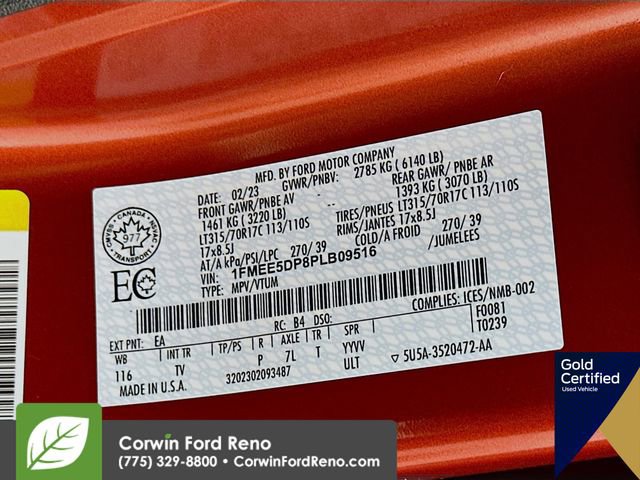 MFD. BY FORD MOTOR COMPANY
DATE: 02/23 GVWR/PNBV: 2785 KG ( 6140 LB)
FRONT GAWR/PNBE AV - REAR GAWR/ PNBE AR
1461 KG ( 3220 LB) - 1393 KG ( 3070 LB)
LT315/70R17C 113/110S TIRES/PNEUS LT315/70R17C 113/110S
17x8.5J RIMS/JANTES 17x8.5J
AT/A kPa/PSI/LPC 270/ 39 COLD/A FROID 270/ 39
VIN: 1FMEE5DP8PLB09516 /JUMELEES
TYPE: MPV/VTUM
CANADA
TRANSPORT
977
EC
COMPLIES: ICES/NMB-002
EXT PNT: EA RC: B4 DSO: F0081
WB INT TR TP/PS R AXLE TR SPR T0239
116 TV P 7L T YYVV
MADE IN U.S.A. 3202302093487 ULT ▽ 5U5A-3520472-AA
Gold
Certified
Used Vehicle
Corwin Ford Reno
(775) 329-8800 • CorwinFordReno.com